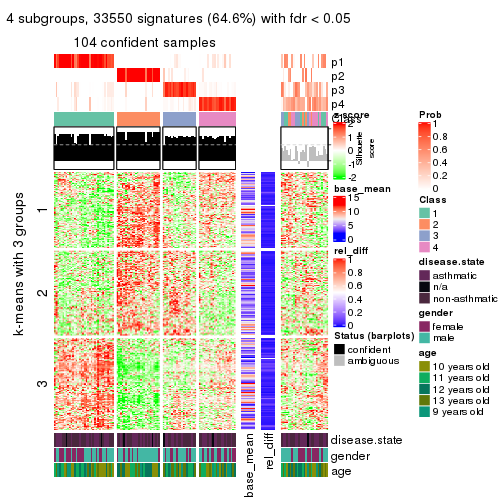 4 subgroups, 33550 signatures (64.6%) with fdr < 0.05
104 confident samples
p1
p2
p3
p4
Class
z-score
2
1
0
-1
-2
Silhouette
score
base_mean
15
10
5
0
rel_diff
1
0.8
0.6
0.4
0.2
0
Status (barplots)
confident
ambiguous
Prob
1
0.8
0.6
0.4
0.2
0
Class
1
2
3
4
disease.state
asthmatic
n/a
non-asthmatic
gender
female
male
age
10 years old
11 years old
12 years old
13 years old
9 years old
k-means with 3 groups
1
2
3
base_mean
rel_diff
disease.state
gender
age